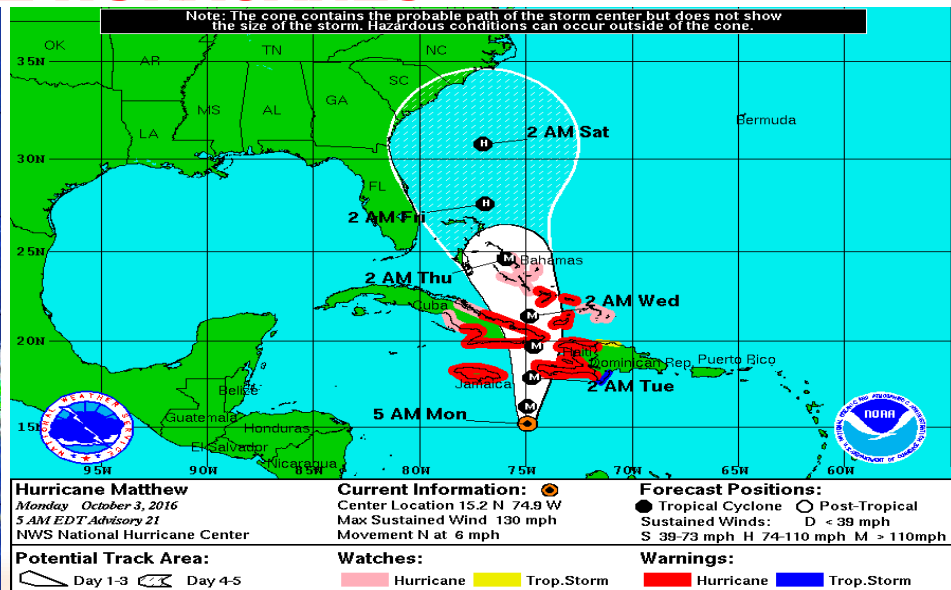 Note: The cone contains the probable path of the storm center but does not show
the size of the storm. Hazardous conditions can occur outside of the cone.
OK
TN
NC
35N
AR
SC
MS
AL
GA
LA
2 AM Sat
Bermuda
30N
FL
2 AM Fri
25N
Bahamas
2 AM Thu
2 AM Wed
Cuba
20N
Haiti
Dominican Rep
Puerto Rico
Jamaica
2 AM Tue
Belize
5 AM Mon
Guatemala
Honduras
15N
El Salvador
Nicaragua
95W 90W 85W 80W 75W 70W 65W 60W
H
H
M
M
M
M
M
NATIONAL WEATHER SERVICE
NOAA
Hurricane Matthew
Monday October 3, 2016
5 AM EDT Advisory 21
NWS National Hurricane Center
Current Information:
Center Location 15.2 N 74.9 W
Max Sustained Wind 130 mph
Movement N at 6 mph
Forecast Positions:
Tropical Cyclone Post-Tropical
Sustained Winds: D < 39 mph
S 39-73 mph H 74-110 mph M > 110mph
Potential Track Area:
Day 1-3 Day 4-5
Watches:
Hurricane Trop.Storm
Warnings:
Hurricane Trop.Storm